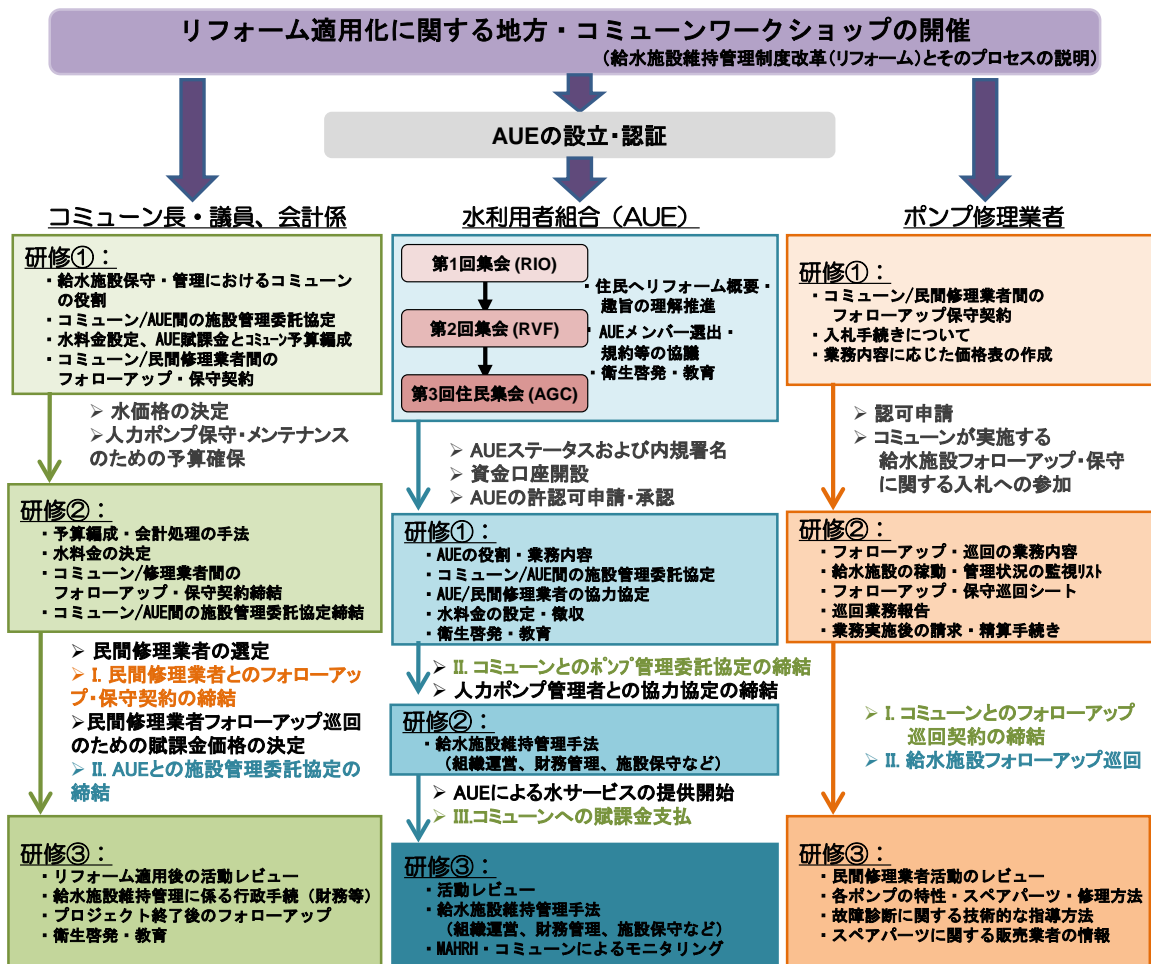 リフォーム適用化に関する地方・コミューンワークショップの開催
(給水施設維持管理制度改革(リフォーム)とそのプロセスの説明)
AUEの設立・認証
コミューン長・議員、会計係
研修①：
・給水施設保守・管理におけるコミューン
の役割
・コミューン/AUE間の施設管理委託協定
・水料金設定、AUE賦課金とコミューン予算編成
・コミューン/民間修理業者間の
フォローアップ・保守契約
➢ 水価格の決定
➢人力ポンプ保守・メンテナンス
のための予算確保
研修②：
・予算編成・会計処理の手法
・水料金の決定
・コミューン/修理業者間の
フォローアップ・保守契約締結
・コミューン/AUE間の施設管理委託協定締結
➢ 民間修理業者の選定
➢ I. 民間修理業者とのフォローアッ
プ・保守契約の締結
➢民間修理業者フォローアップ巡回
のための賦課金価格の決定
➢ II. AUEとの施設管理委託協定の
締結
研修③：
・リフォーム適用後の活動レビュー
・給水施設維持管理に係る行政手続（財務等）
・プロジェクト終了後のフォローアップ
・衛生啓発・教育
水利用者組合（AUE）
第1回集会 (RIO)
第2回集会 (RVF)
第3回住民集会 (AGC)
・住民へリフォーム概要・
趣旨の理解推進
・AUEメンバー選出・
規約等の協議
・衛生啓発・教育
➢ AUEステータスおよび内規署名
➢ 資金口座開設
➢ AUEの許認可申請・承認
研修①：
・AUEの役割・業務内容
・コミューン/AUE間の施設管理委託協定
・AUE/民間修理業者の協力協定
・水料金の設定・徴収
・衛生啓発・教育
➢ II. コミューンとのポンプ管理委託協定の締結
➢ 人力ポンプ管理者との協力協定の締結
研修②：
・給水施設維持管理手法
（組織運営、財務管理、施設保守など）
➢ AUEによる水サービスの提供開始
➢ III.コミューンへの賦課金支払
研修③：
・活動レビュー
・給水施設維持管理手法
（組織運営、財務管理、施設保守など）
・MAHRH・コミューンによるモニタリング
ポンプ修理業者
研修①：
・コミューン/民間修理業者間の
フォローアップ保守契約
・入札手続きについて
・業務内容に応じた価格表の作成
➢ 認可申請
➢ コミューンが実施する
給水施設フォローアップ・保守
に関する入札への参加
研修②：
・フォローアップ・巡回の業務内容
・給水施設の稼動・管理状況の監視リスト
・フォローアップ・保守巡回シート
・巡回業務報告
・業務実施後の請求・精算手続き
➢ I. コミューンとのフォローアップ
巡回契約の締結
➢ II. 給水施設フォローアップ巡回
研修③：
・民間修理業者活動のレビュー
・各ポンプの特性・スペアパーツ・修理方法
・故障診断に関する技術的な指導方法
・スペアパーツに関する販売業者の情報